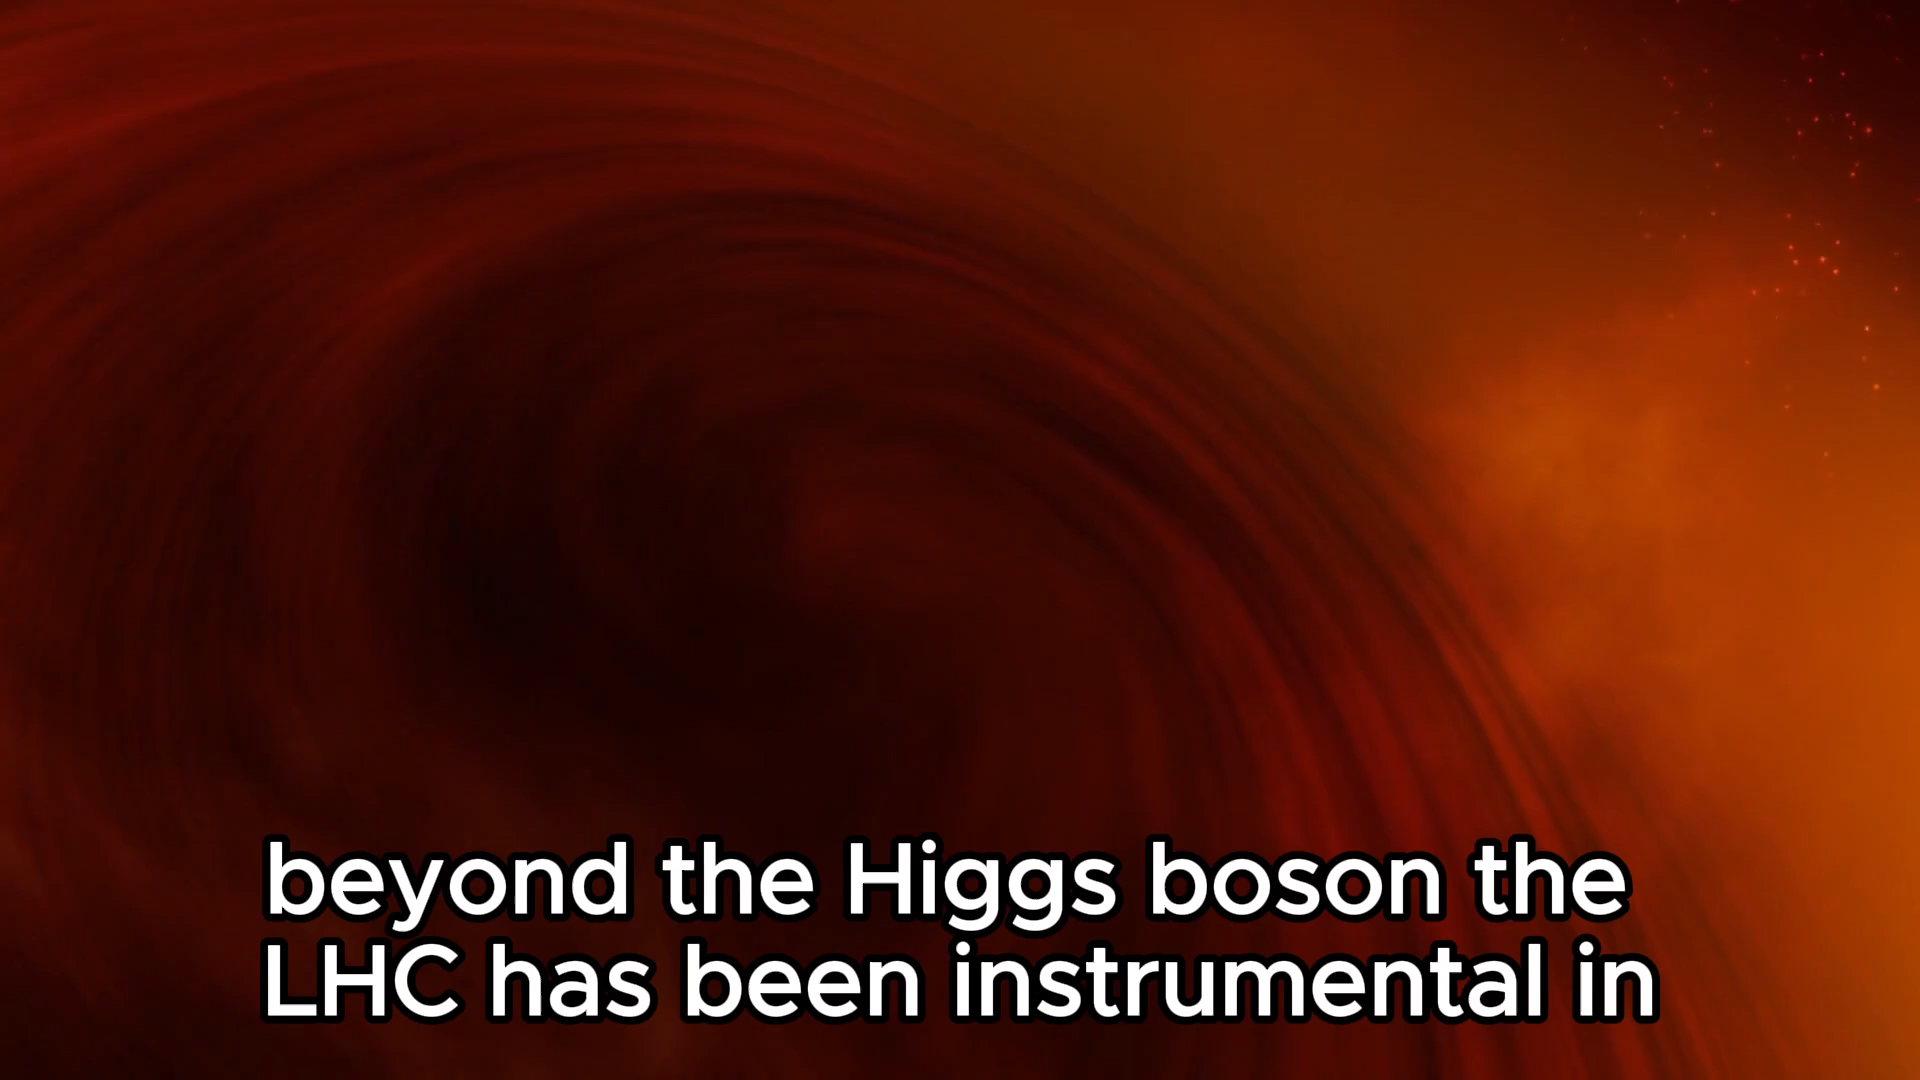 beyond the Higgs boson the
LHC has been instrumental in